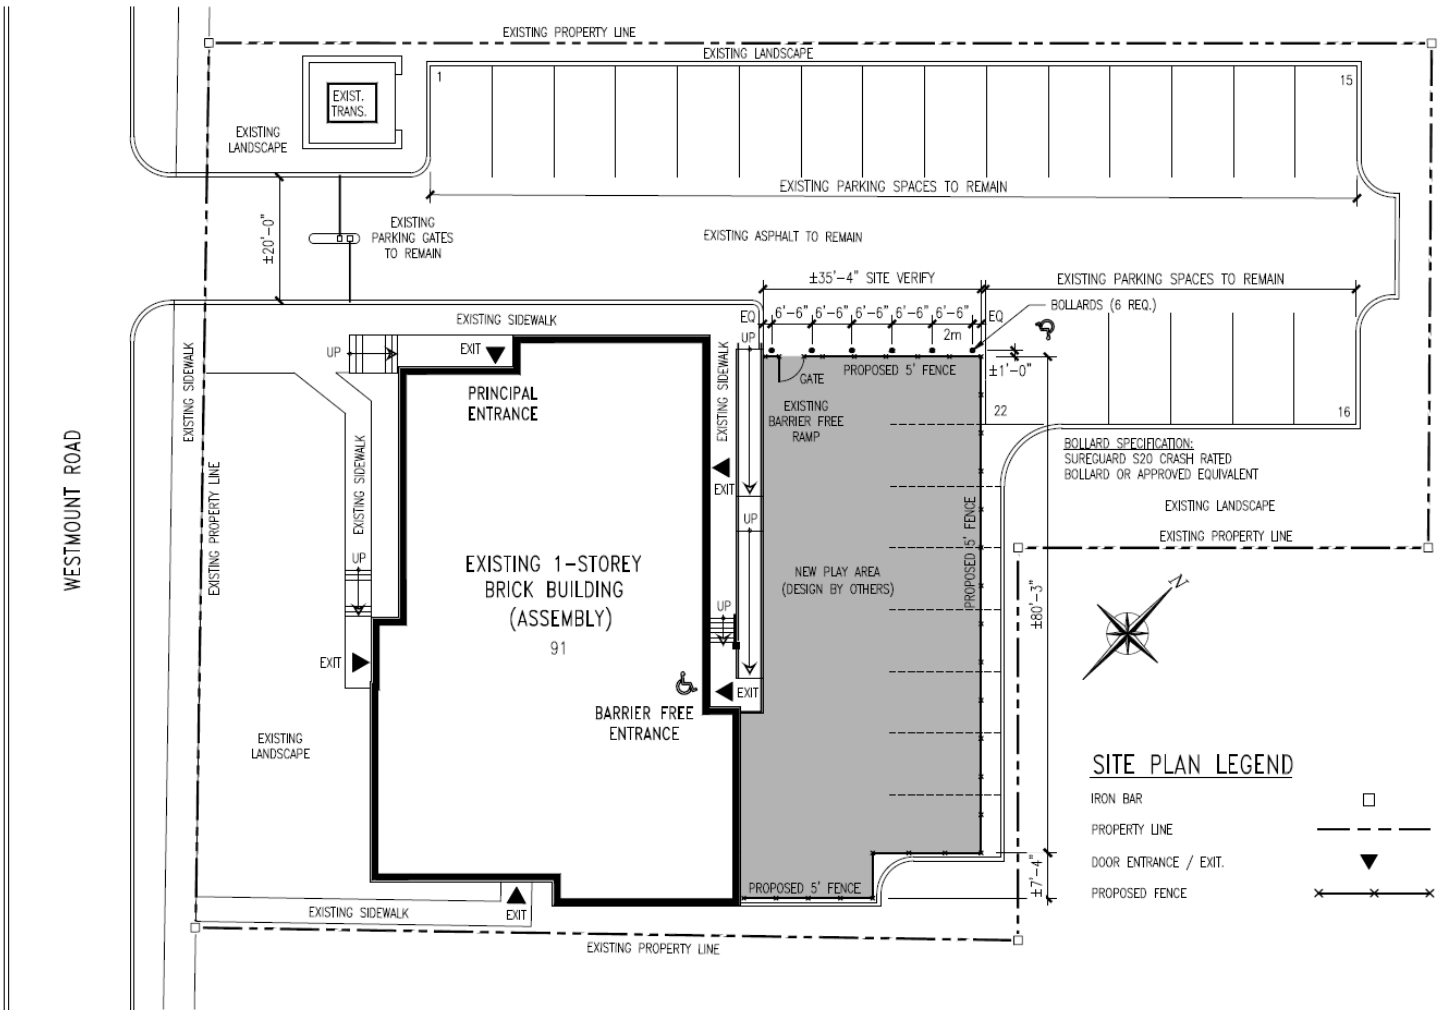 EXISTING PROPERTY LINE
EXISTING LANDSCAPE
1
15
EXIST.
TRANS.
EXISTING
LANDSCAPE
EXISTING PARKING SPACES TO REMAIN
±20'-0"
EXISTING
PARKING GATES
TO REMAIN
EXISTING ASPHALT TO REMAIN
±35'-4" SITE VERIFY
EXISTING PARKING SPACES TO REMAIN
EQ
6'-6"
6'-6"
6'-6"
6'-6"
6'-6"
EQ
BOLLARDS (6 REQ.)
2m
EXISTING SIDEWALK
UP
EXIT
UP
PRINCIPAL
ENTRANCE
EXISTING SIDEWALK
EXISTING SIDEWALK
GATE
PROPOSED 5' FENCE
±1'-0"
EXISTING
BARRIER FREE
RAMP
22
16
BOLLARD SPECIFICATION:
SUREGUARD S20 CRASH RATED
BOLLARD OR APPROVED EQUIVALENT
WESTMOUNT ROAD
EXISTING PROPERTY LINE
EXISTING SIDEWALK
EXIT
UP
EXISTING LANDSCAPE
EXISTING PROPERTY LINE
PROPOSED 5' FENCE
UP
EXISTING 1-STOREY
BRICK BUILDING
(ASSEMBLY)
91
NEW PLAY AREA
(DESIGN BY OTHERS)
UP
±80'-3"
N
EXIT
EXIT
BARRIER FREE
ENTRANCE
EXISTING
LANDSCAPE
SITE PLAN LEGEND
IRON BAR
PROPERTY LINE
DOOR ENTRANCE / EXIT.
PROPOSED FENCE
±7'-4"
PROPOSED 5' FENCE
EXISTING SIDEWALK
EXIT
EXISTING PROPERTY LINE